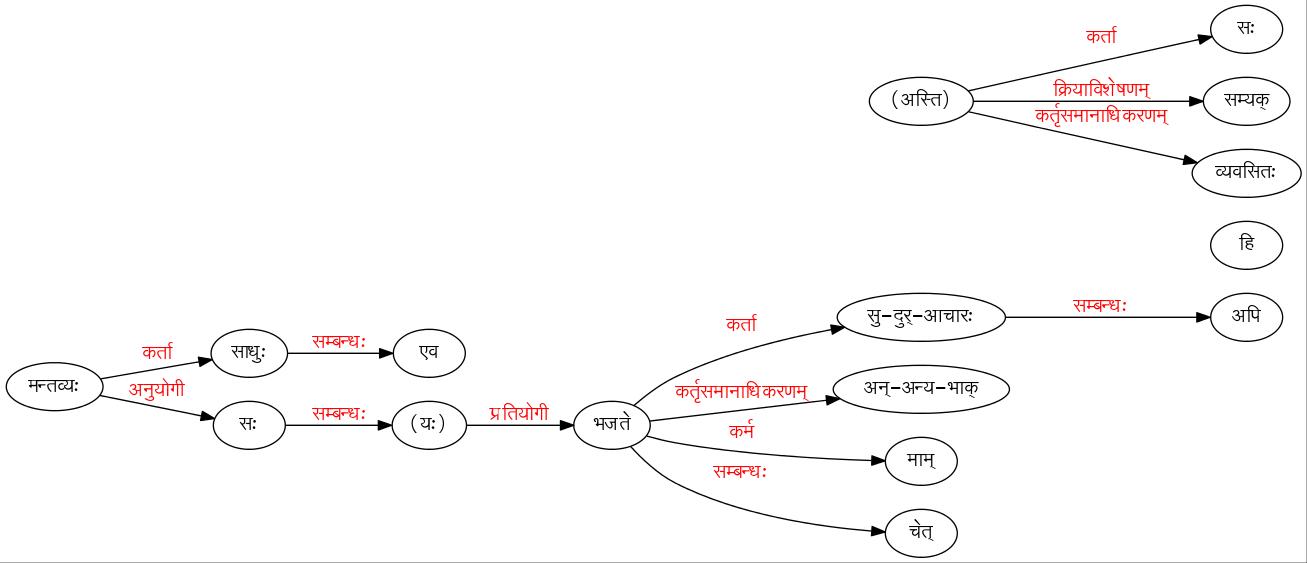 कर्ता
सः
(अस्ति)
क्रियाविशेषणम्
सम्यक्
कर्तृसमानाधिकरणम्
व्यवसितः
हि
कर्ता
सु-दुर्-आचारः
सम्बन्धः
अपि
मन्तव्यः
कर्ता
साधुः
सम्बन्धः
एव
अनुयोगी
सः
सम्बन्धः
(यः)
प्रतियोगी
भजते
कर्तृसमानाधिकरणम्
अन्-अन्य-भाक्
कर्म
माम्
सम्बन्धः
चेत्